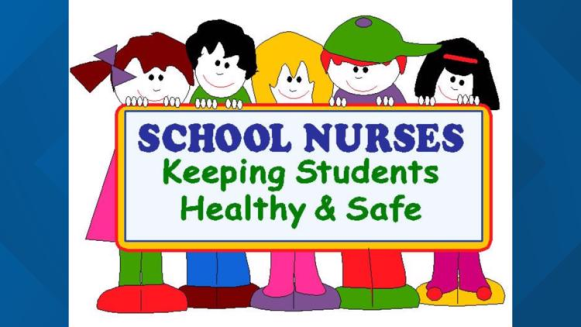 SCHOOL NURSES
Keeping Students
Healthy & Safe